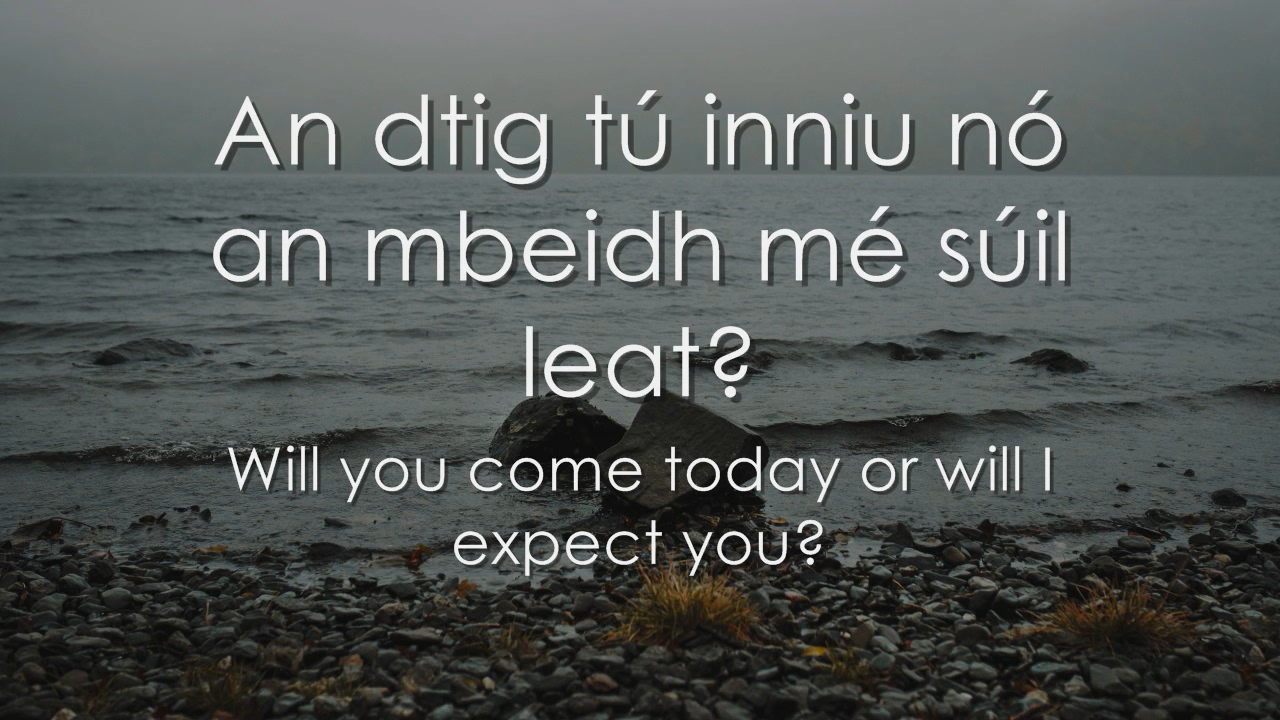 An dtig tú inniu nó
an mbeidh mé súil
leat?
Will you come today or will I
expect you?